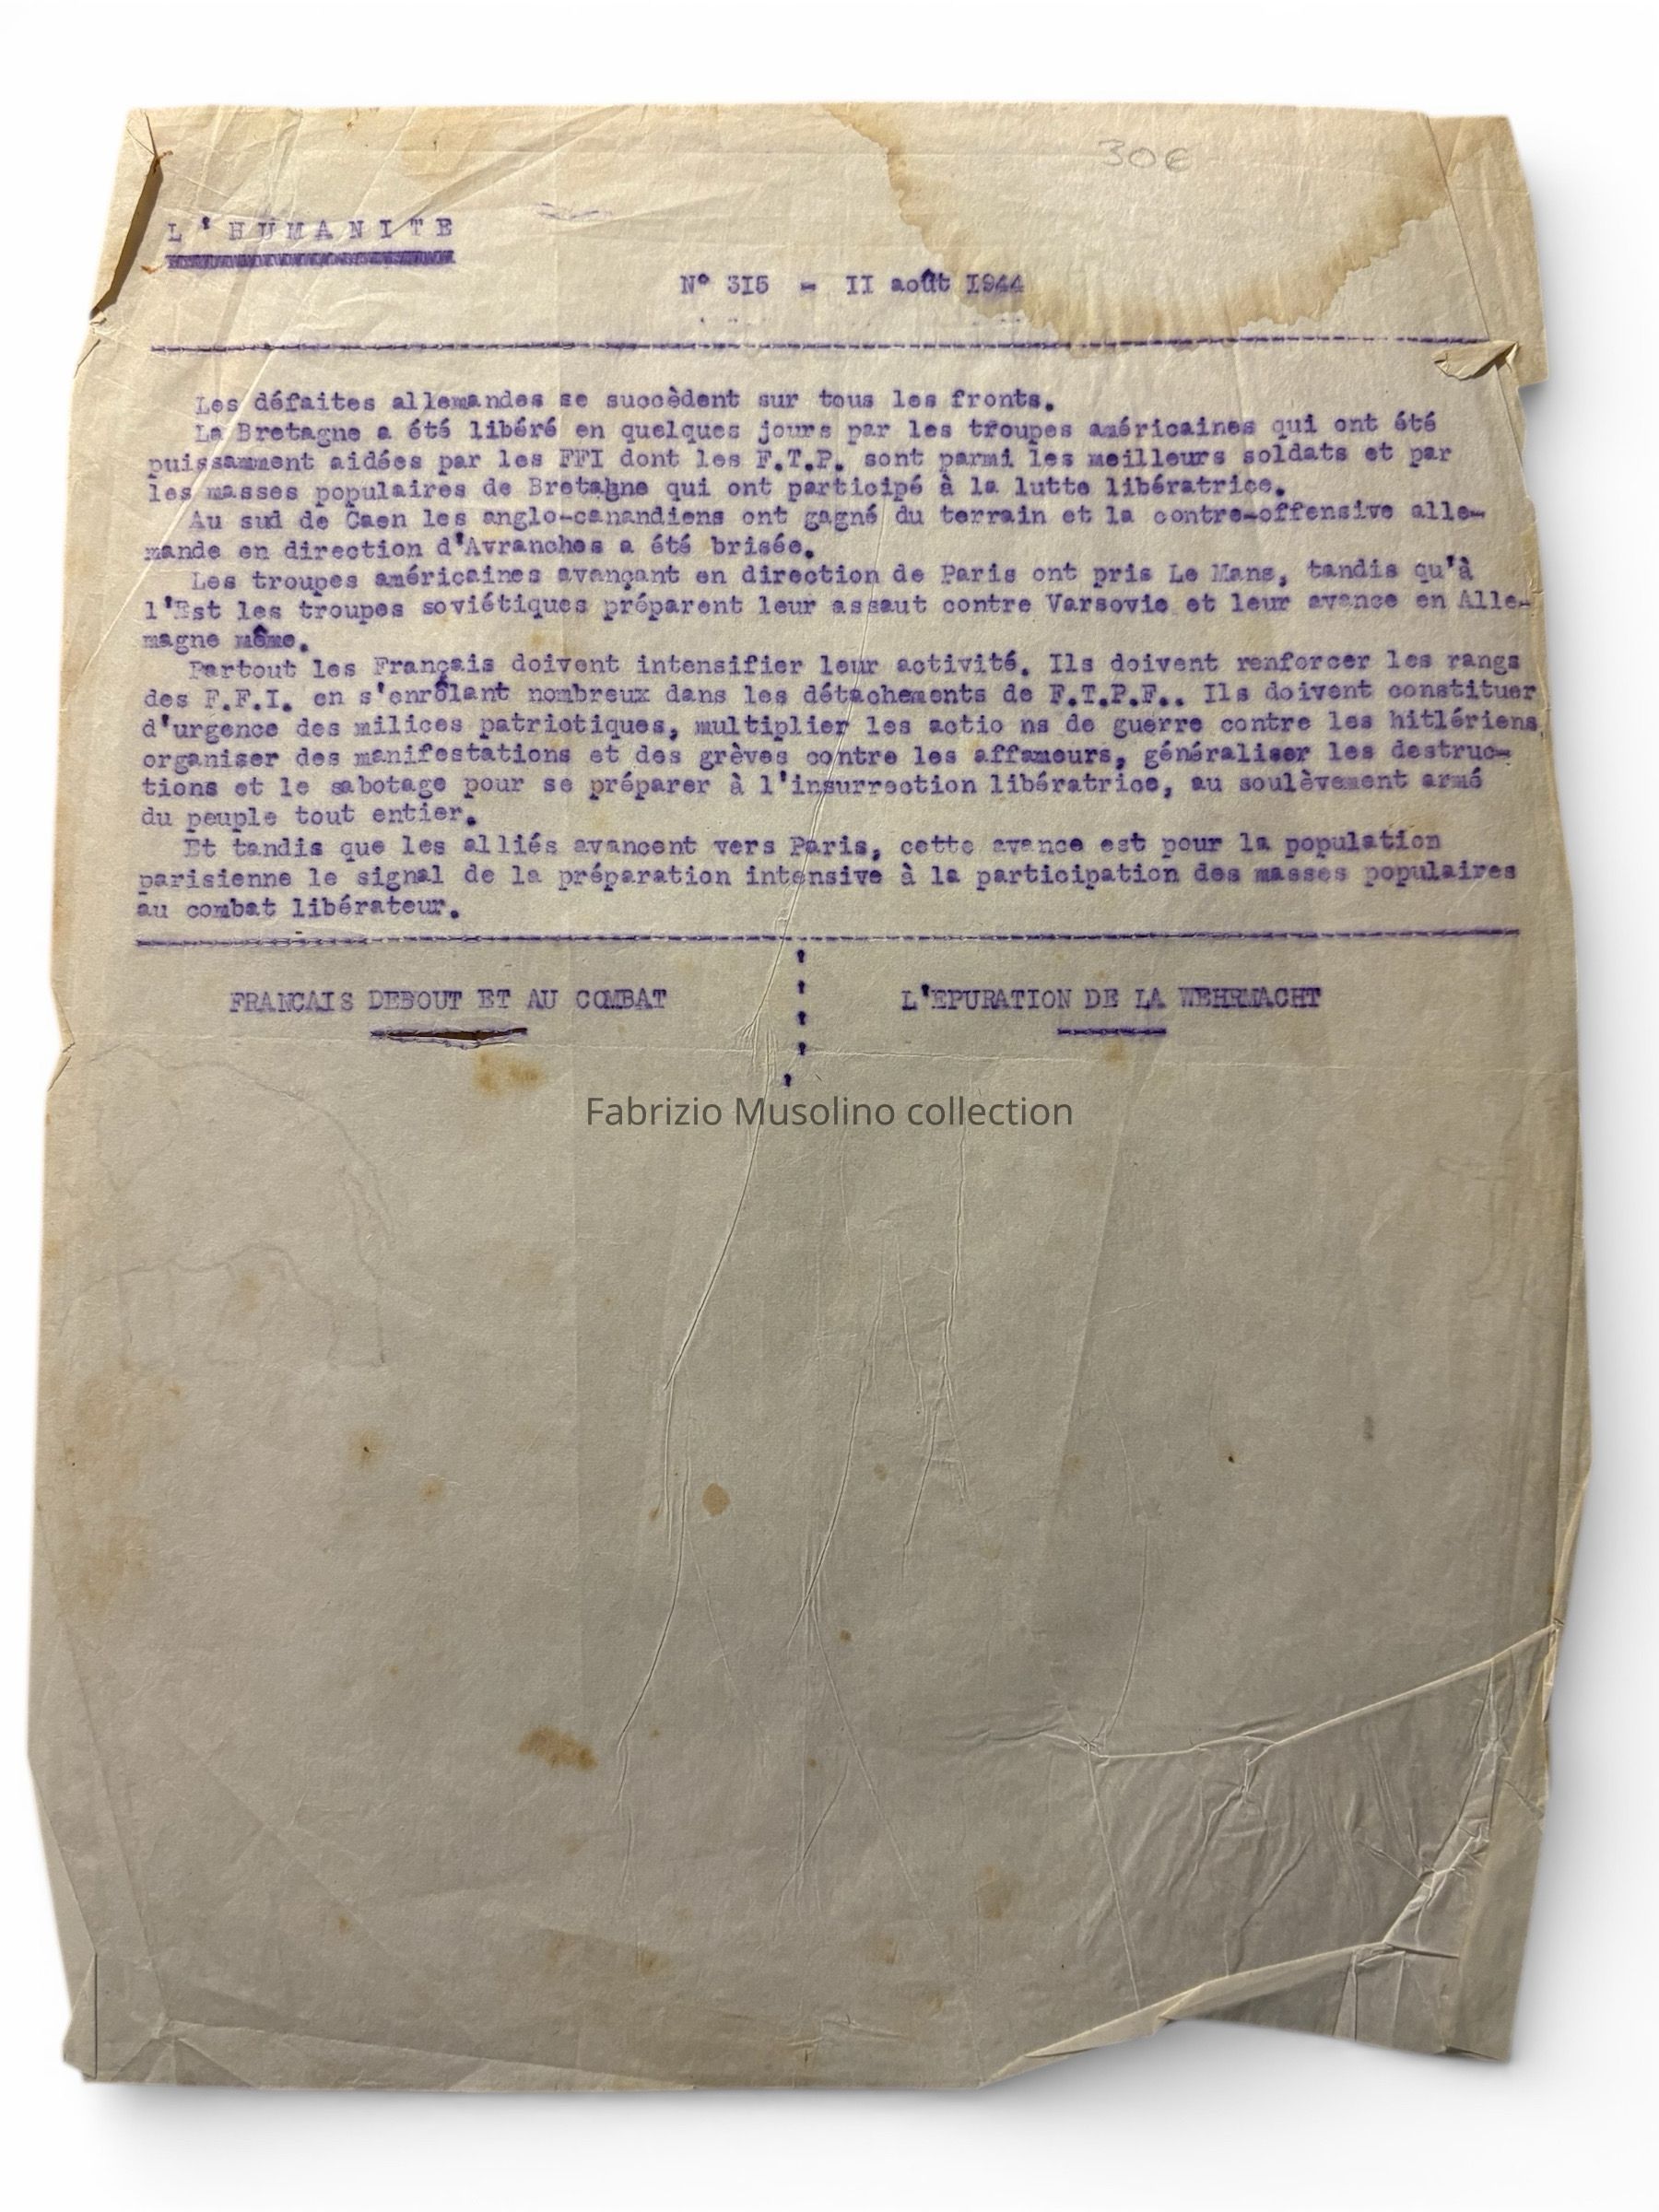 30€
L'HUMANITE
N° 3I5 - II août I944
Les défaites allemandes se succèdent sur tous les fronts.
La Bretagne a été libéré en quelques jours par les troupes américaines qui ont été
puissamment aidées par les FFI dont les F.T.P. sont parmi les meilleurs soldats et par
les masses populaires de Bretagne qui ont participé à la lutte libératrice.
Au sud de Caen les anglo-canandiens ont gagné du terrain et la contre-offensive alle-
mande en direction d'Avranches a été brisée.
Les troupes américaines avançant en direction de Paris ont pris Le Mans, tandis qu'à
l'Est les troupes soviétiques préparent leur assaut contre Varsovie et leur avance en Alle-
magne même.
Partout les Français doivent intensifier leur activité. Ils doivent renforcer les rangs
des F.F.I. en s'enrôlant nombreux dans les détachements de F.T.P.F.. Ils doivent constituer
d'urgence des milices patriotiques, multiplier les actio ns de guerre contre les hitlériens,
organiser des manifestations et des grèves contre les affameurs, généraliser les destruc-
tions et le sabotage pour se préparer à l'insurrection libératrice, au soulèvement armé
du peuple tout entier.
Et tandis que les alliés avancent vers Paris, cette avance est pour la population
parisienne le signal de la préparation intensive à la participation des masses populaires
au combat libérateur.
FRANCAIS DEBOUT ET AU COMBAT
L'EPURATION DE LA WEHRMACHT
Fabrizio Musolino collection